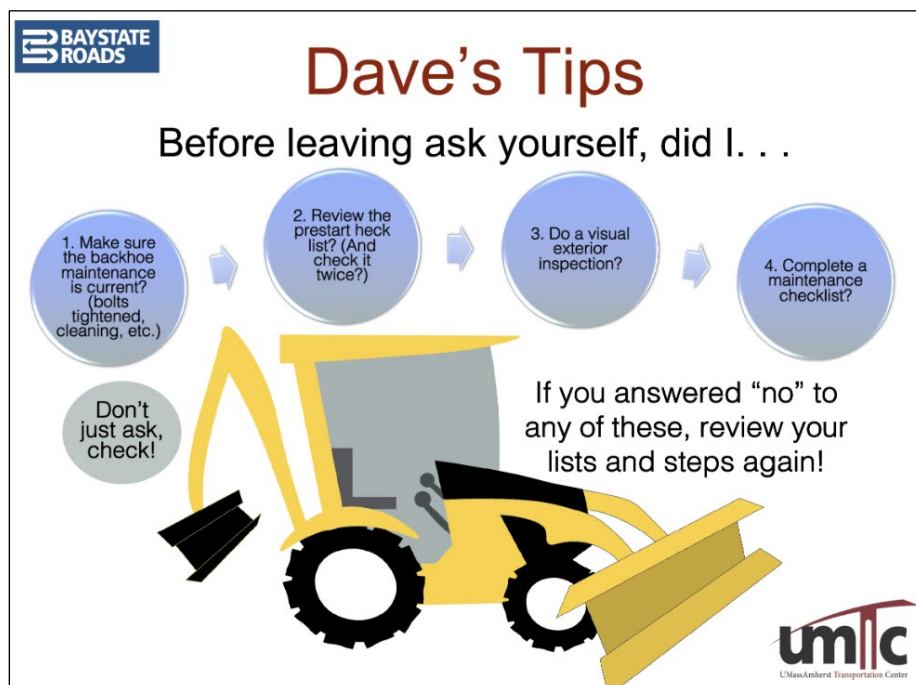 BAYSTATE
ROADS
Dave's Tips
Before leaving ask yourself, did I. . .
1. Make sure
the backhoe
maintenance
is current?
(bolts
tightened,
cleaning, etc.)
2. Review the
prestart heck
list? (And
check it
twice?)
3. Do a visual
exterior
inspection?
4. Complete a
maintenance
checklist?
Don't
just ask,
check!
If you answered “no” to
any of these, review your
lists and steps again!
umTc
UMassAmherst Transportation Center